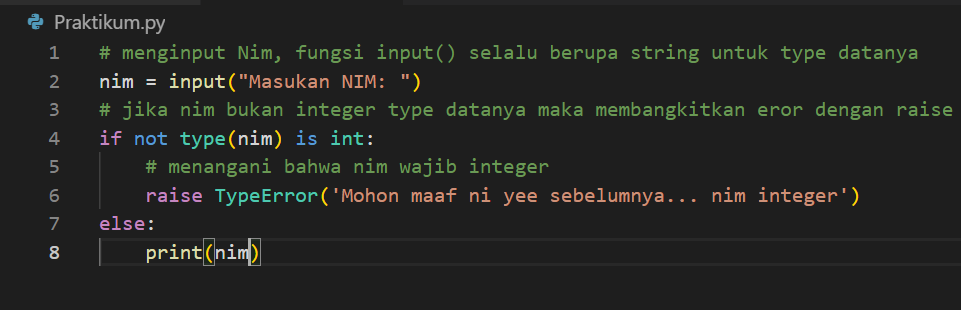 Praktikum.py
1 # menginput Nim, fungsi input() selalu berupa string untuk type datanya
2 nim = input("Masukan NIM: ")
3 # jika nim bukan integer type datanya maka membangkitkan eror dengan raise
4 if not type(nim) is int:
5     # menangani bahwa nim wajib integer
6     raise TypeError('Mohon maaf ni yee sebelumnya... nim integer')
7 else:
8     print(nim)